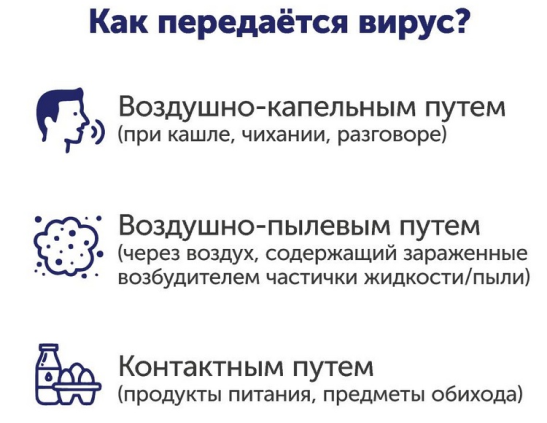 Как передаётся вирус?
Воздушно-капельным путем
(при кашле, чихании, разговоре)
Воздушно-пылевым путем
(через воздух, содержащий зараженные
возбудителем частички жидкости/пыли)
Контактным путем
(продукты питания, предметы обихода)